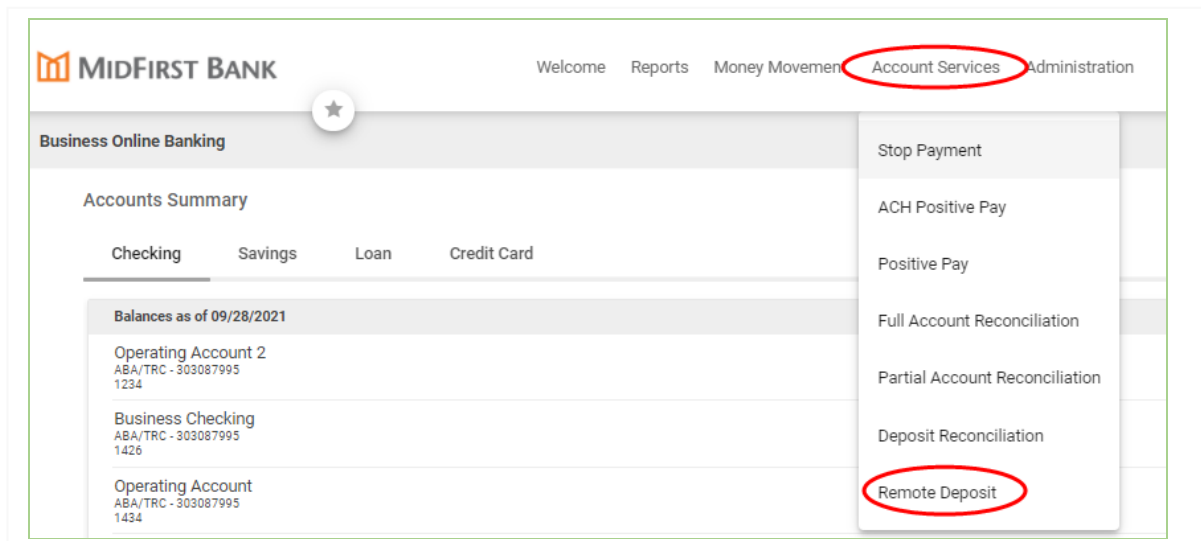 MIDFIRST BANK
Welcome Reports Money Movemen Account Services Administration
Business Online Banking
Accounts Summary
Checking Savings Loan Credit Card
Balances as of 09/28/2021
Operating Account 2
ABA/TRC - 303087995
1234
Business Checking
ABA/TRC - 303087995
1426
Operating Account
ABA/TRC - 303087995
1434
Stop Payment
ACH Positive Pay
Positive Pay
Full Account Reconciliation
Partial Account Reconciliation
Deposit Reconciliation
Remote Deposit